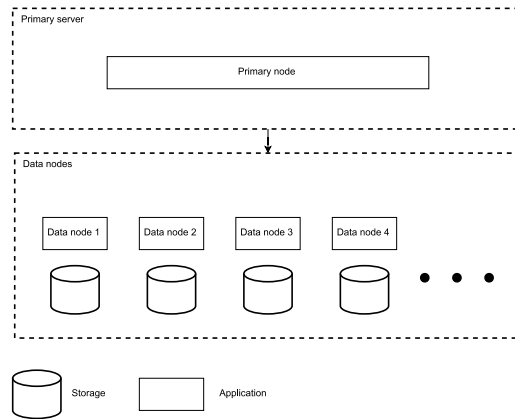 Primary server
Primary node
Data nodes
Data node 1
Data node 2
Data node 3
Data node 4
Storage
Application